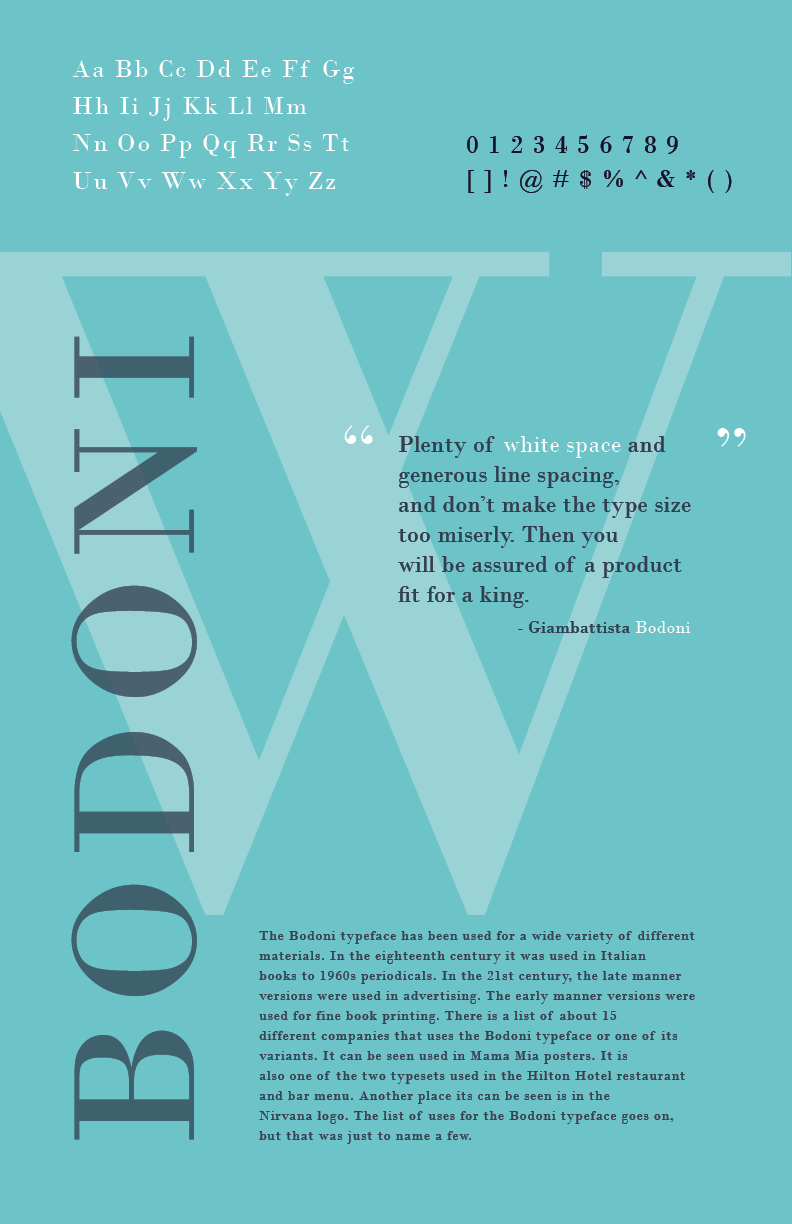 Aa Bb Cc Dd Ee Ff Gg
Hh Ii Jj Kk Ll Mm
Nn Oo Pp Qq Rr Ss Tt
Uu Vv Ww Xx Yy Zz
0 1 2 3 4 5 6 7 8 9
[ ] ! @ # $ % ^ & * ( )
W
BODONI
“ Plenty of white space and ”
generous line spacing,
and don’t make the type size
too miserly. Then you
will be assured of a product
fit for a king.
- Giambattista Bodoni
The Bodoni typeface has been used for a wide variety of different
materials. In the eighteenth century it was used in Italian
books to 1960s periodicals. In the 21st century, the late manner
versions were used in advertising. The early manner versions were
used for fine book printing. There is a list of about 15
different companies that uses the Bodoni typeface or one of its
variants. It can be seen used in Mama Mia posters. It is
also one of the two typesets used in the Hilton Hotel restaurant
and bar menu. Another place its can be seen is in the
Nirvana logo. The list of uses for the Bodoni typeface goes on,
but that was just to name a few.